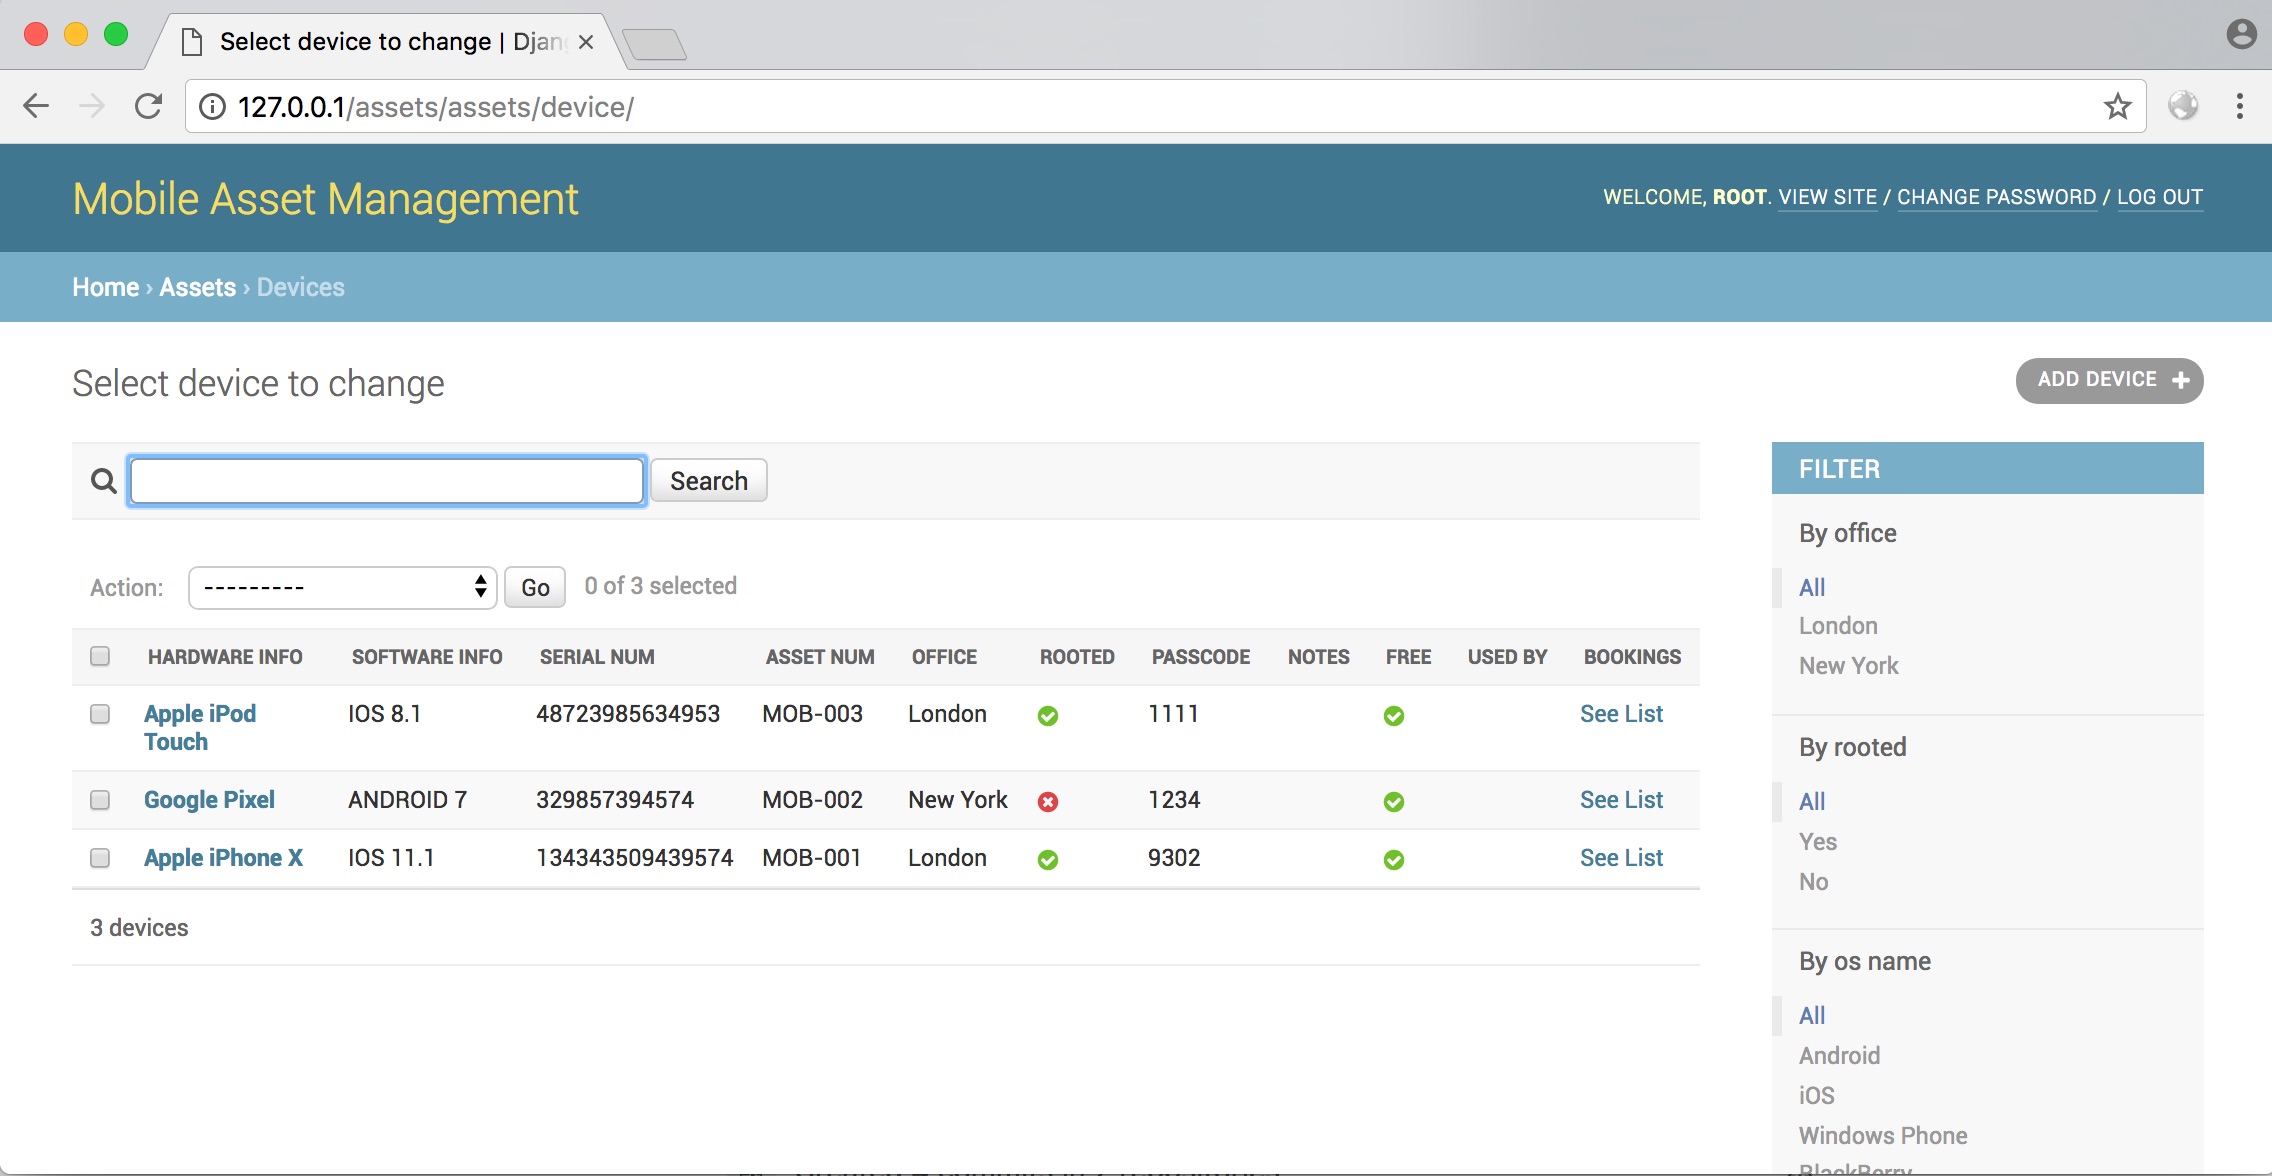 Select device to change | Djan
127.0.0.1/assets/assets/device/
Mobile Asset Management
WELCOME, ROOT. VIEW SITE / CHANGE PASSWORD / LOG OUT
Home › Assets › Devices
Select device to change
ADD DEVICE +
Search
Action: --------- Go 0 of 3 selected
HARDWARE INFO SOFTWARE INFO SERIAL NUM ASSET NUM OFFICE ROOTED PASSCODE NOTES FREE USED BY BOOKINGS
Apple iPod Touch IOS 8.1 48723985634953 MOB-003 London 1111 See List
Google Pixel ANDROID 7 329857394574 MOB-002 New York 1234 See List
Apple iPhone X IOS 11.1 134343509439574 MOB-001 London 9302 See List
3 devices
FILTER
By office
All
London
New York
By rooted
All
Yes
No
By os name
All
Android
iOS
Windows Phone
BlackBerry